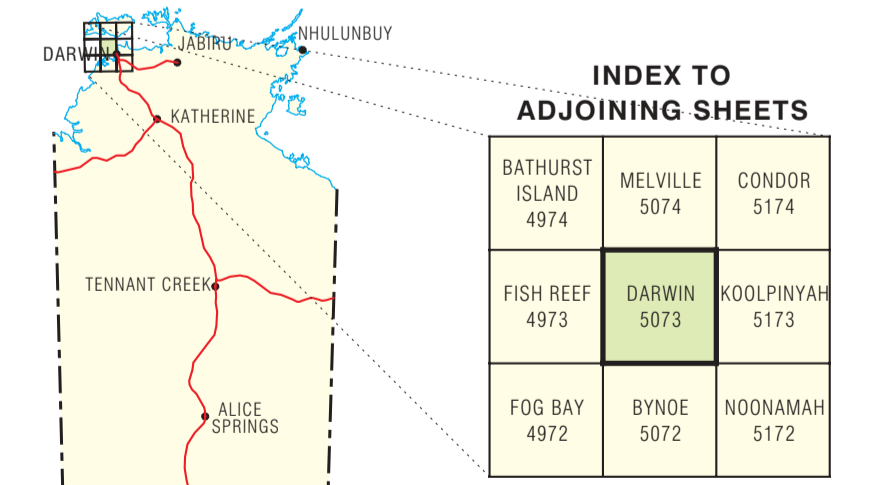 NHULUNBUY
JABIRU
DARWIN
KATHERINE
TENNANT CREEK
ALICE
SPRINGS
INDEX TO
ADJOINING SHEETS
BATHURST
ISLAND
4974
MELVILLE
5074
CONDOR
5174
FISH REEF
4973
DARWIN
5073
KOOLPINYAH
5173
FOG BAY
4972
BYNOE
5072
NOONAMAH
5172